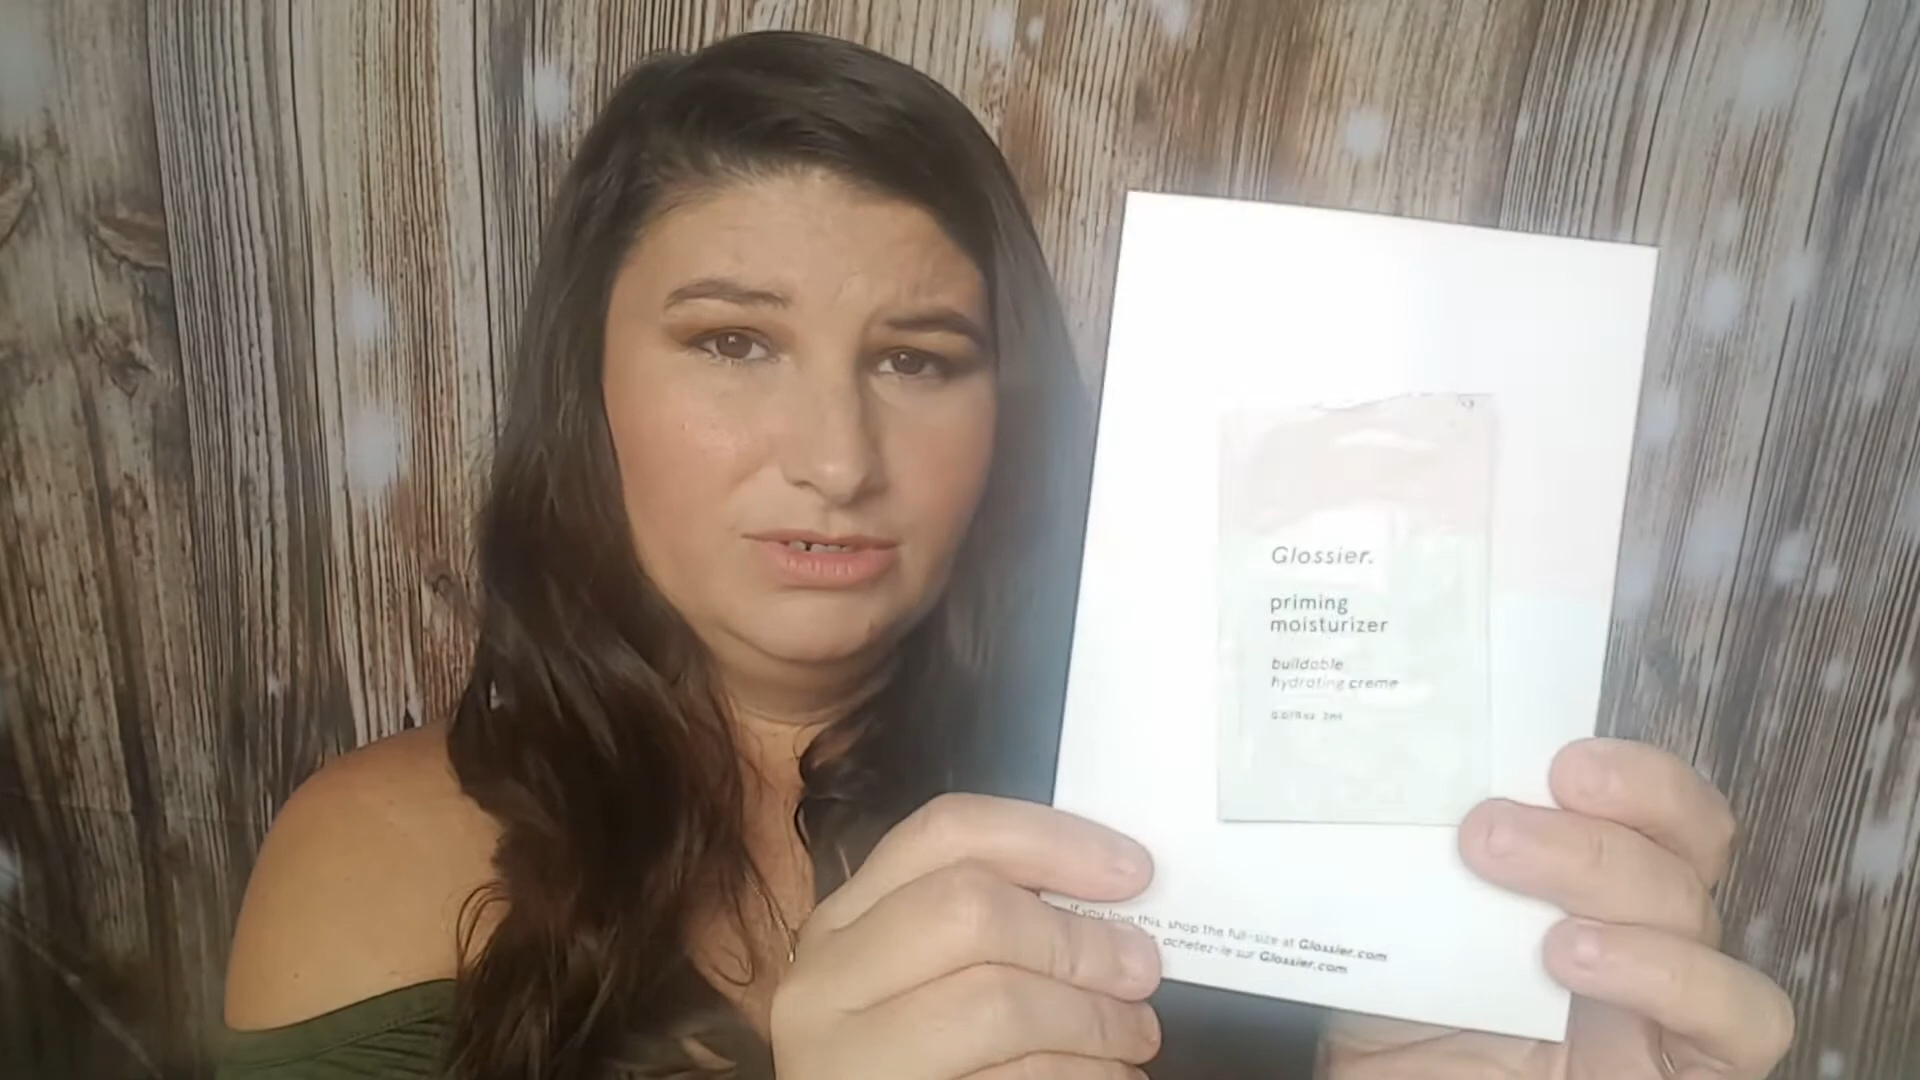 Glossier.
priming
moisturizer
buildable
hydrating creme
If you love this, shop the full-size at Glossier.com
achetez-le sur Glossier.com